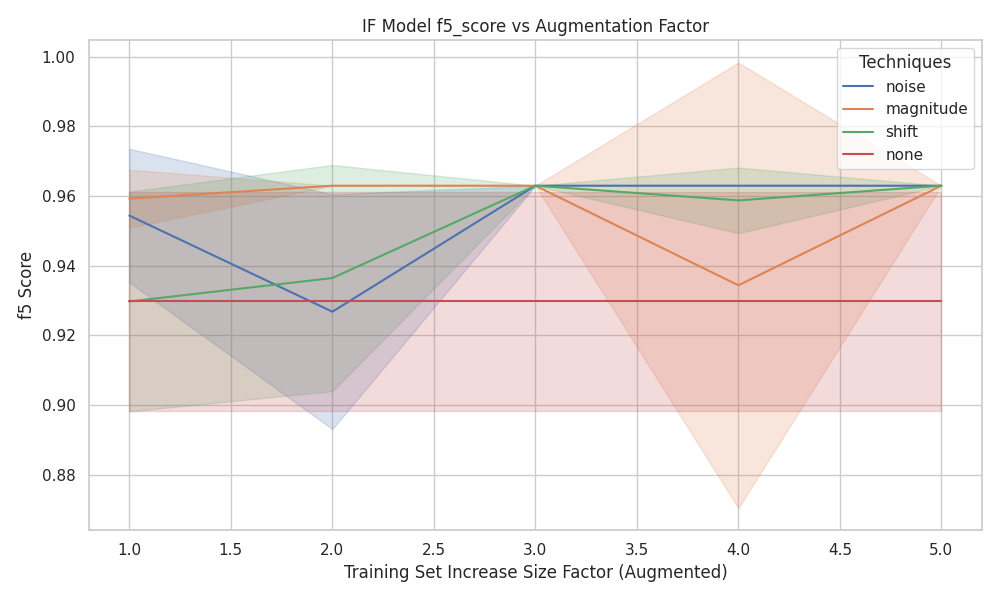 IF Model f5_score vs Augmentation Factor
1.00
0.98
0.96
0.94
0.92
0.90
0.88
f5 Score
Techniques
noise
magnitude
shift
none
1.0 1.5 2.0 2.5 3.0 3.5 4.0 4.5 5.0
Training Set Increase Size Factor (Augmented)